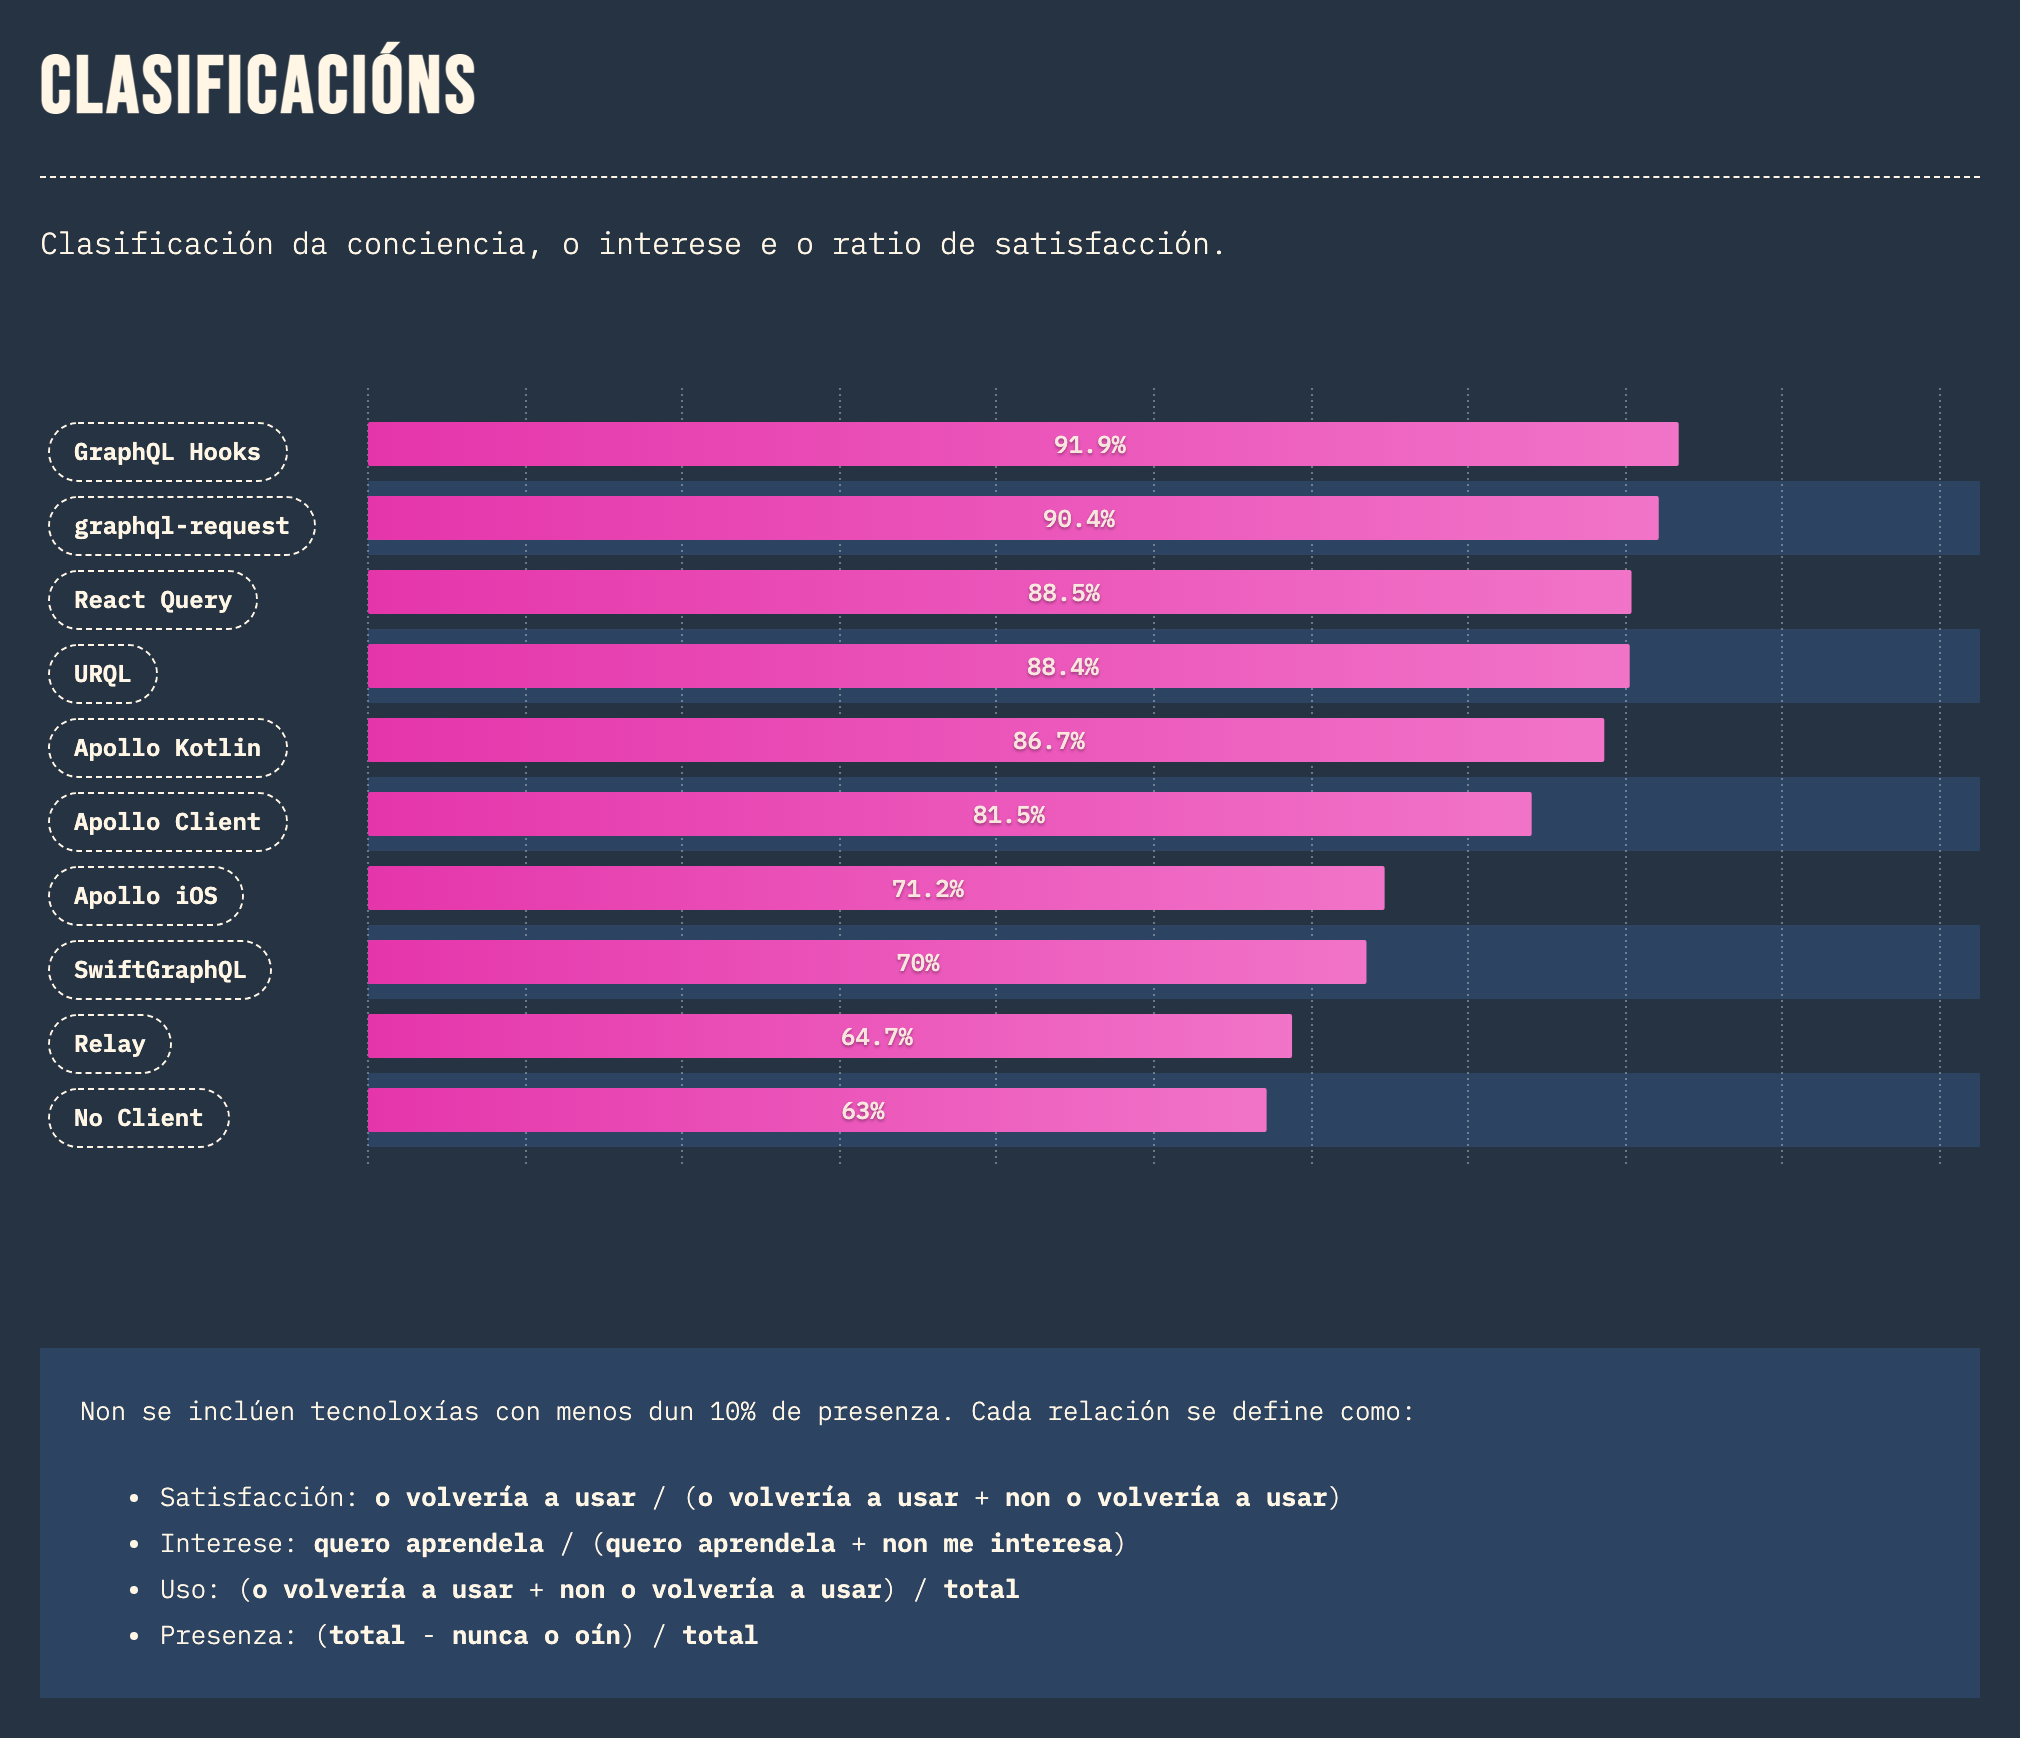 CLASIFICACIÓNS
Clasificación da conciencia, o interese e o ratio de satisfacción.
GraphQL Hooks 91.9%
graphql-request 90.4%
React Query 88.5%
URQL 88.4%
Apollo Kotlin 86.7%
Apollo Client 81.5%
Apollo iOS 71.2%
SwiftGraphQL 70%
Relay 64.7%
No Client 63%
Non se inclúen tecnoloxías con menos dun 10% de presenza. Cada relación se define como:
• Satisfacción: o volvería a usar / (o volvería a usar + non o volvería a usar)
• Interese: quero aprendela / (quero aprendela + non me interesa)
• Uso: (o volvería a usar + non o volvería a usar) / total
• Presenza: (total - nunca o oín) / total